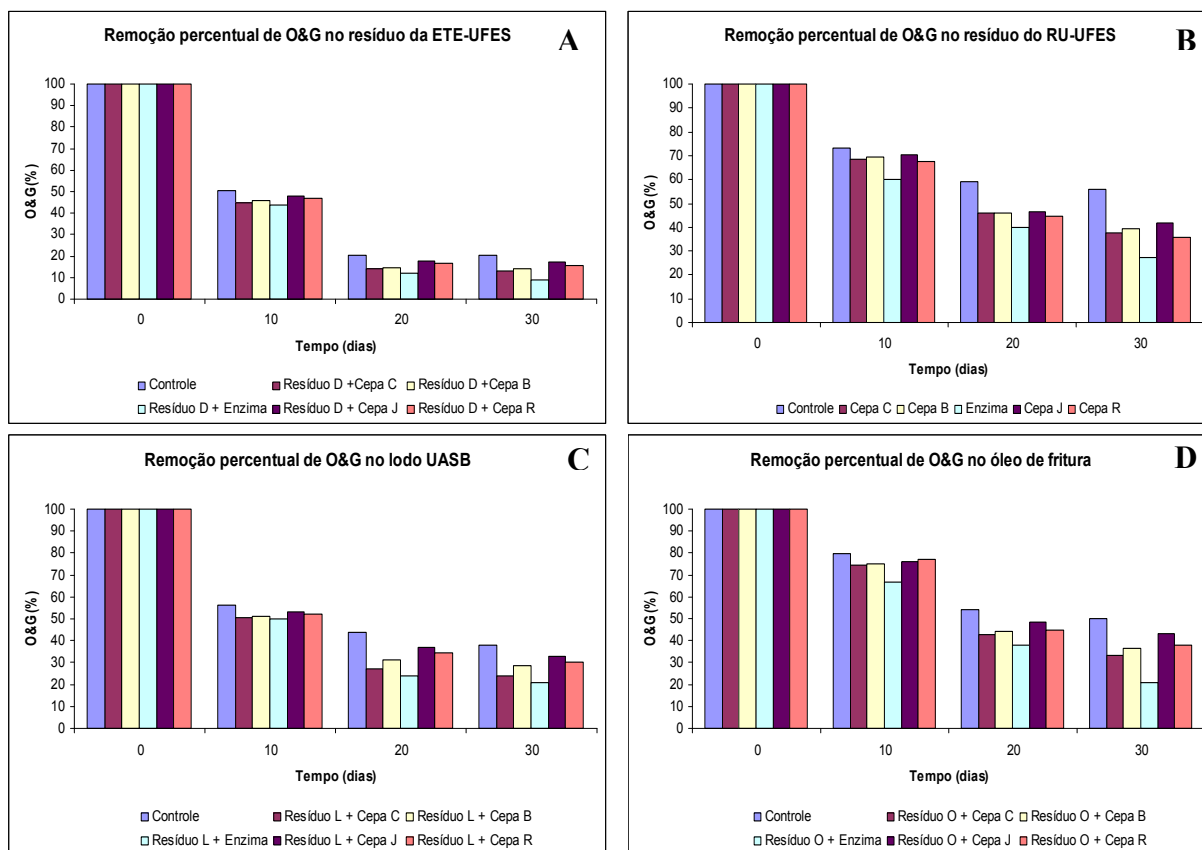 Remoção percentual de O&G no resíduo da ETE-UFES
A
O&G (%)
100
90
80
70
60
50
40
30
20
10
0
0 10 20 30
Tempo (dias)
Controle Resíduo D +Cepa C Resíduo D +Cepa B
Resíduo D + Enzima Resíduo D + Cepa J Resíduo D + Cepa R
Remoção percentual de O&G no resíduo do RU-UFES
B
O&G (%)
100
90
80
70
60
50
40
30
20
10
0
0 10 20 30
Tempo (dias)
Controle Cepa C Cepa B Enzima Cepa J Cepa R
Remoção percentual de O&G no lodo UASB
C
O&G (%)
100
90
80
70
60
50
40
30
20
10
0
0 10 20 30
Tempo (dias)
Controle Resíduo L + Cepa C Resíduo L + Cepa B
Resíduo L + Enzima Resíduo L + Cepa J Resíduo L + Cepa R
Remoção percentual de O&G no óleo de fritura
D
O&G (%)
100
90
80
70
60
50
40
30
20
10
0
0 10 20 30
Tempo (dias)
Controle Resíduo O + Cepa C Resíduo O + Cepa B
Resíduo O + Enzima Resíduo O + Cepa J Resíduo O + Cepa R